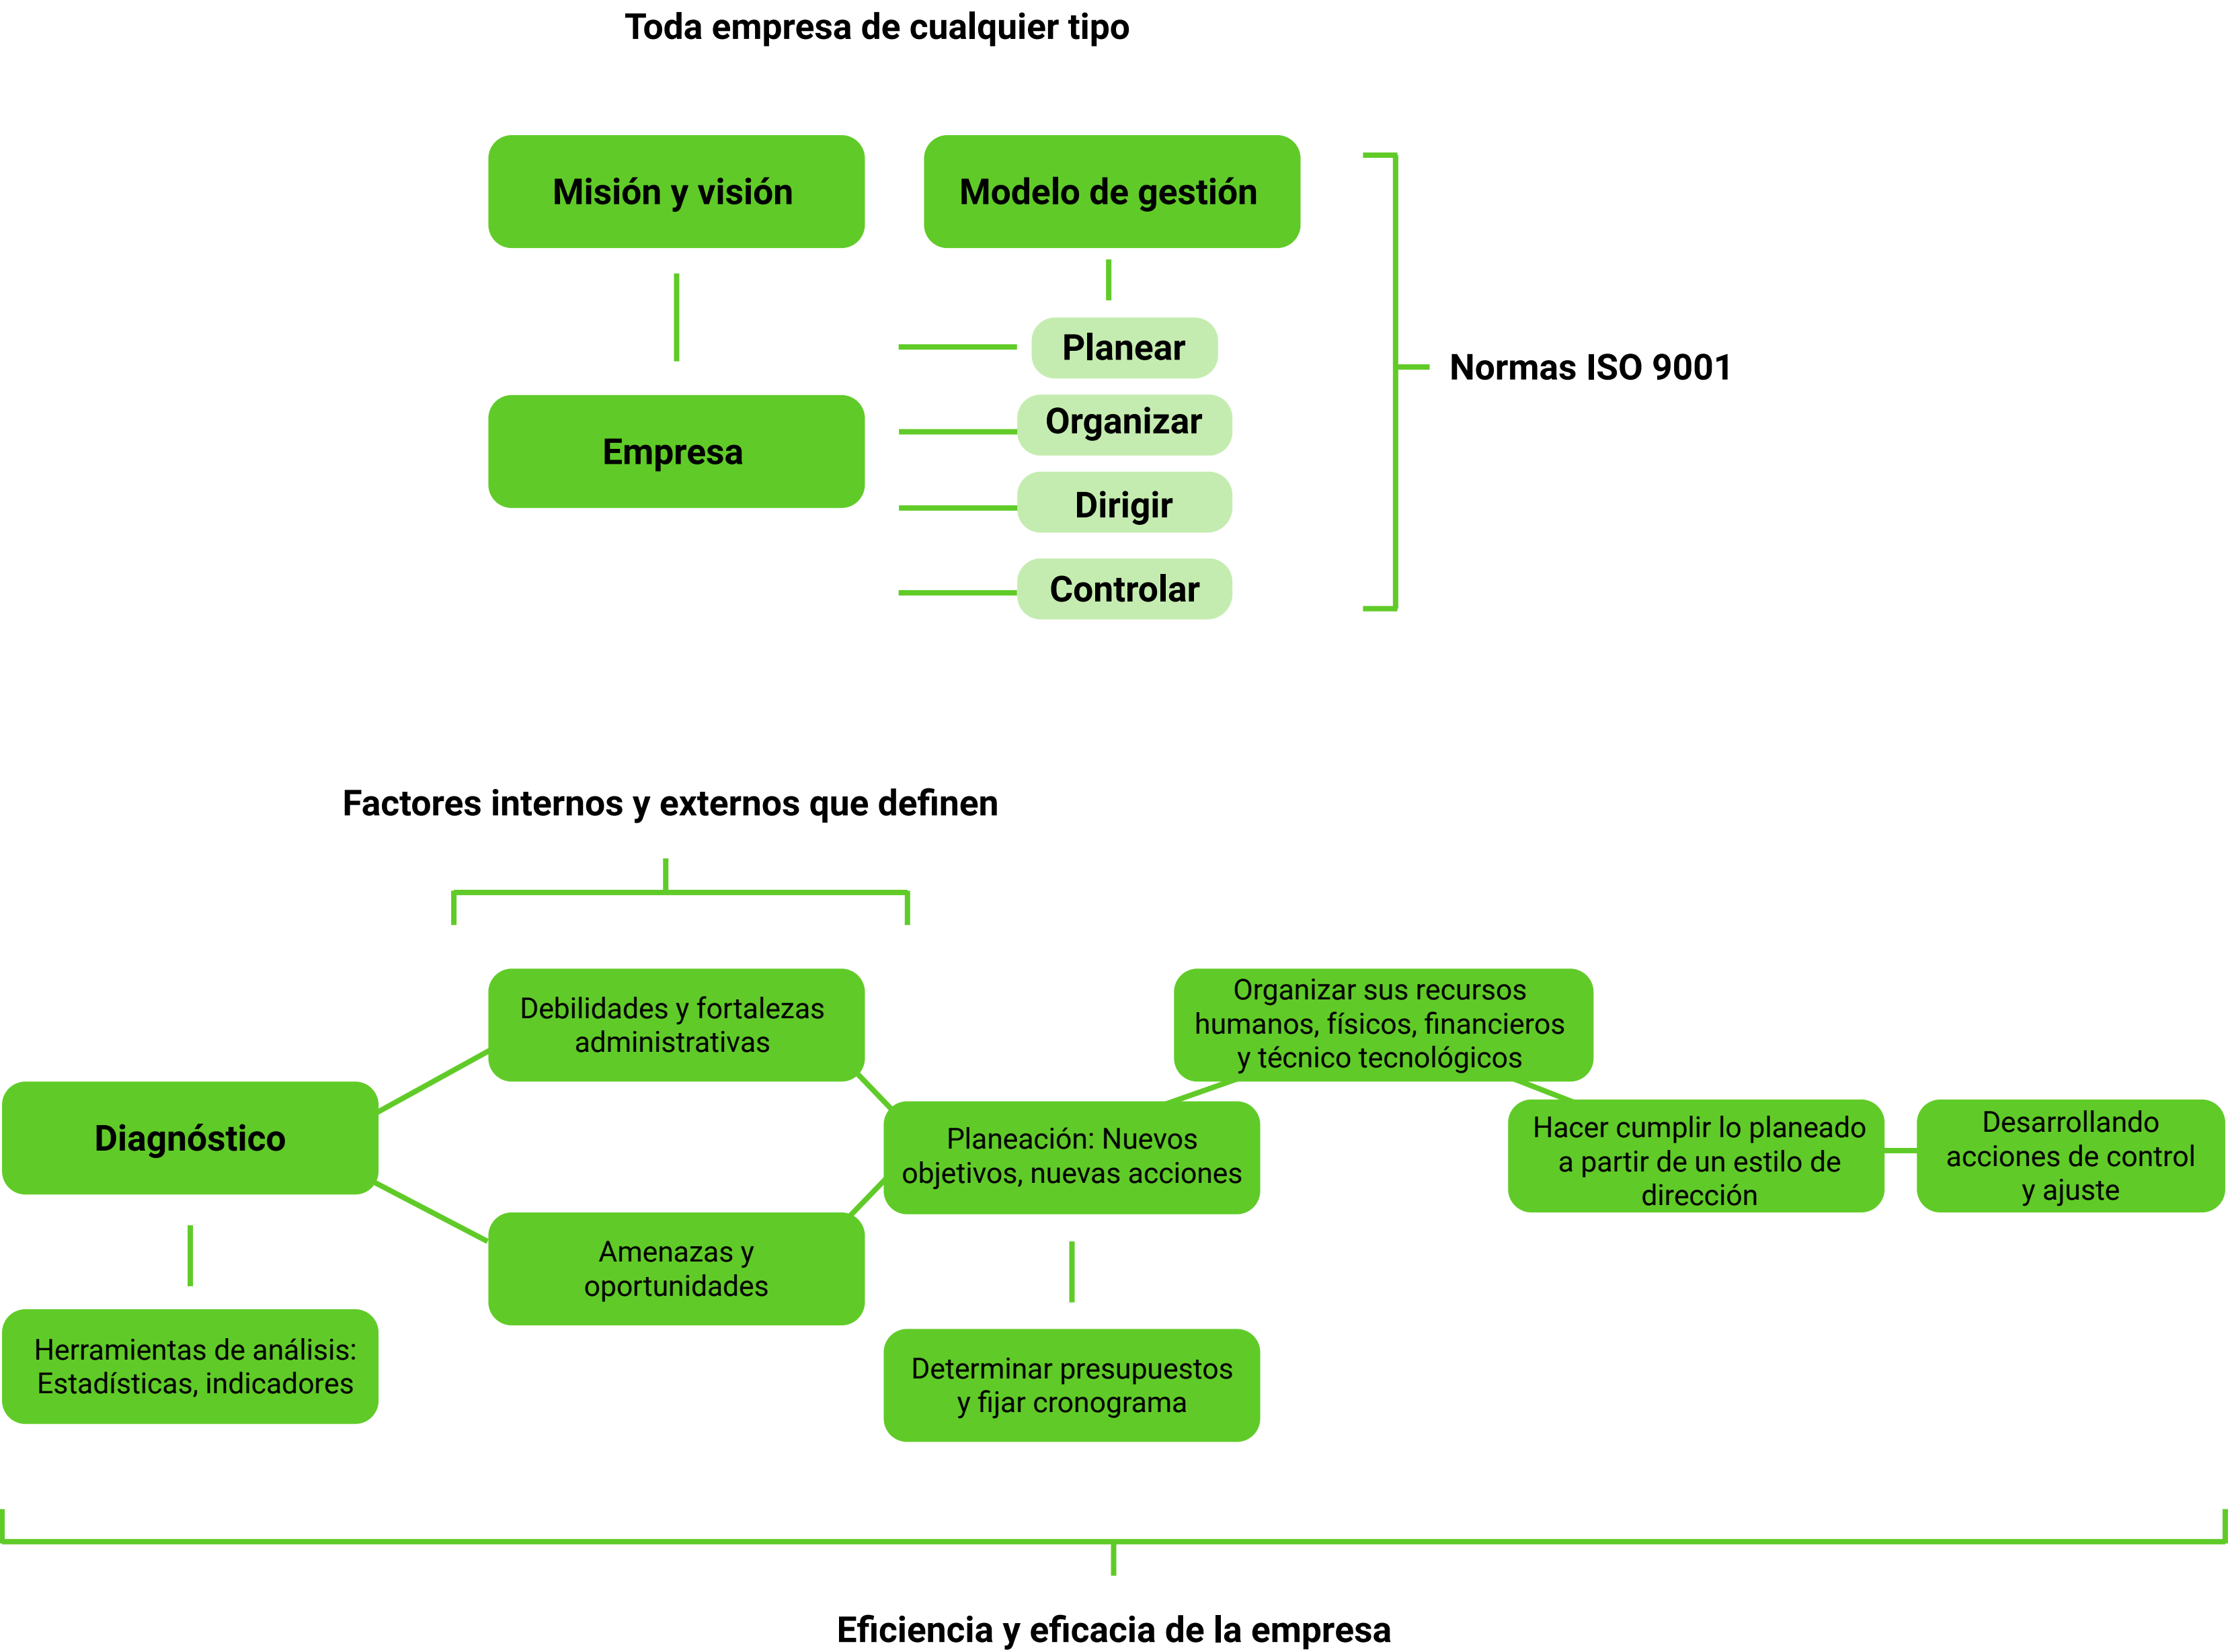 Toda empresa de cualquier tipo
Misión y visión
Modelo de gestión
Empresa
Planear
Organizar
Dirigir
Controlar
Normas ISO 9001
Factores internos y externos que definen
Diagnóstico
Herramientas de análisis:
Estadísticas, indicadores
Debilidades y fortalezas
administrativas
Amenazas y
oportunidades
Planeación: Nuevos
objetivos, nuevas acciones
Determinar presupuestos
y fijar cronograma
Organizar sus recursos
humanos, físicos, financieros
y técnico tecnológicos
Hacer cumplir lo planeado
a partir de un estilo de
dirección
Desarrollando
acciones de control
y ajuste
Eficiencia y eficacia de la empresa